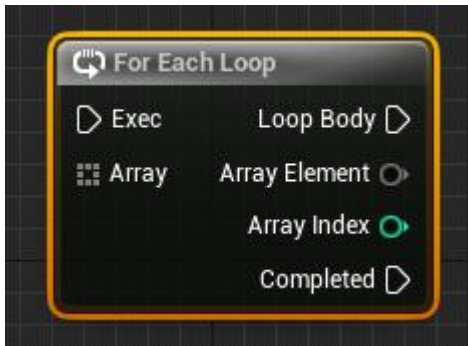 For Each Loop
Exec Loop Body
Array Array Element
Array Index
Completed